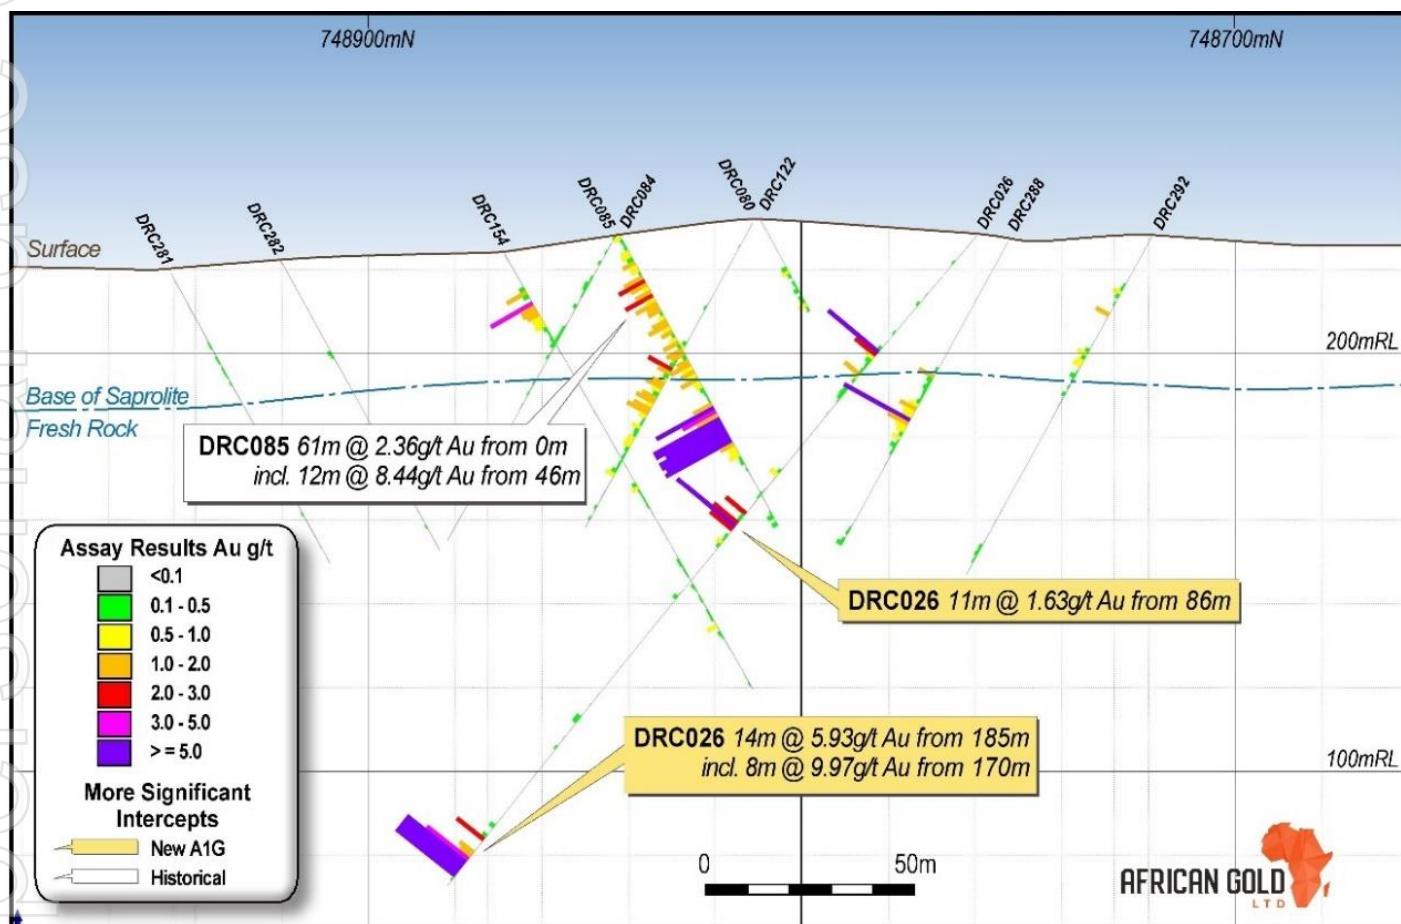 748900mN
748700mN
DRC281
DRC282
DRC154
DRC085
DRC084
DRC080
DRC122
DRC026
DRC288
DRC292
Surface
200mRL
Base of Saprolite
Fresh Rock
DRC085 61m @ 2.36g/t Au from 0m
incl. 12m @ 8.44g/t Au from 46m
Assay Results Au g/t
<0.1
0.1 - 0.5
0.5 - 1.0
1.0 - 2.0
2.0 - 3.0
3.0 - 5.0
> = 5.0
More Significant
Intercepts
New A1G
Historical
DRC026 11m @ 1.63g/t Au from 86m
DRC026 14m @ 5.93g/t Au from 185m
incl. 8m @ 9.97g/t Au from 170m
100mRL
0 50m
AFRICAN GOLD
LTD